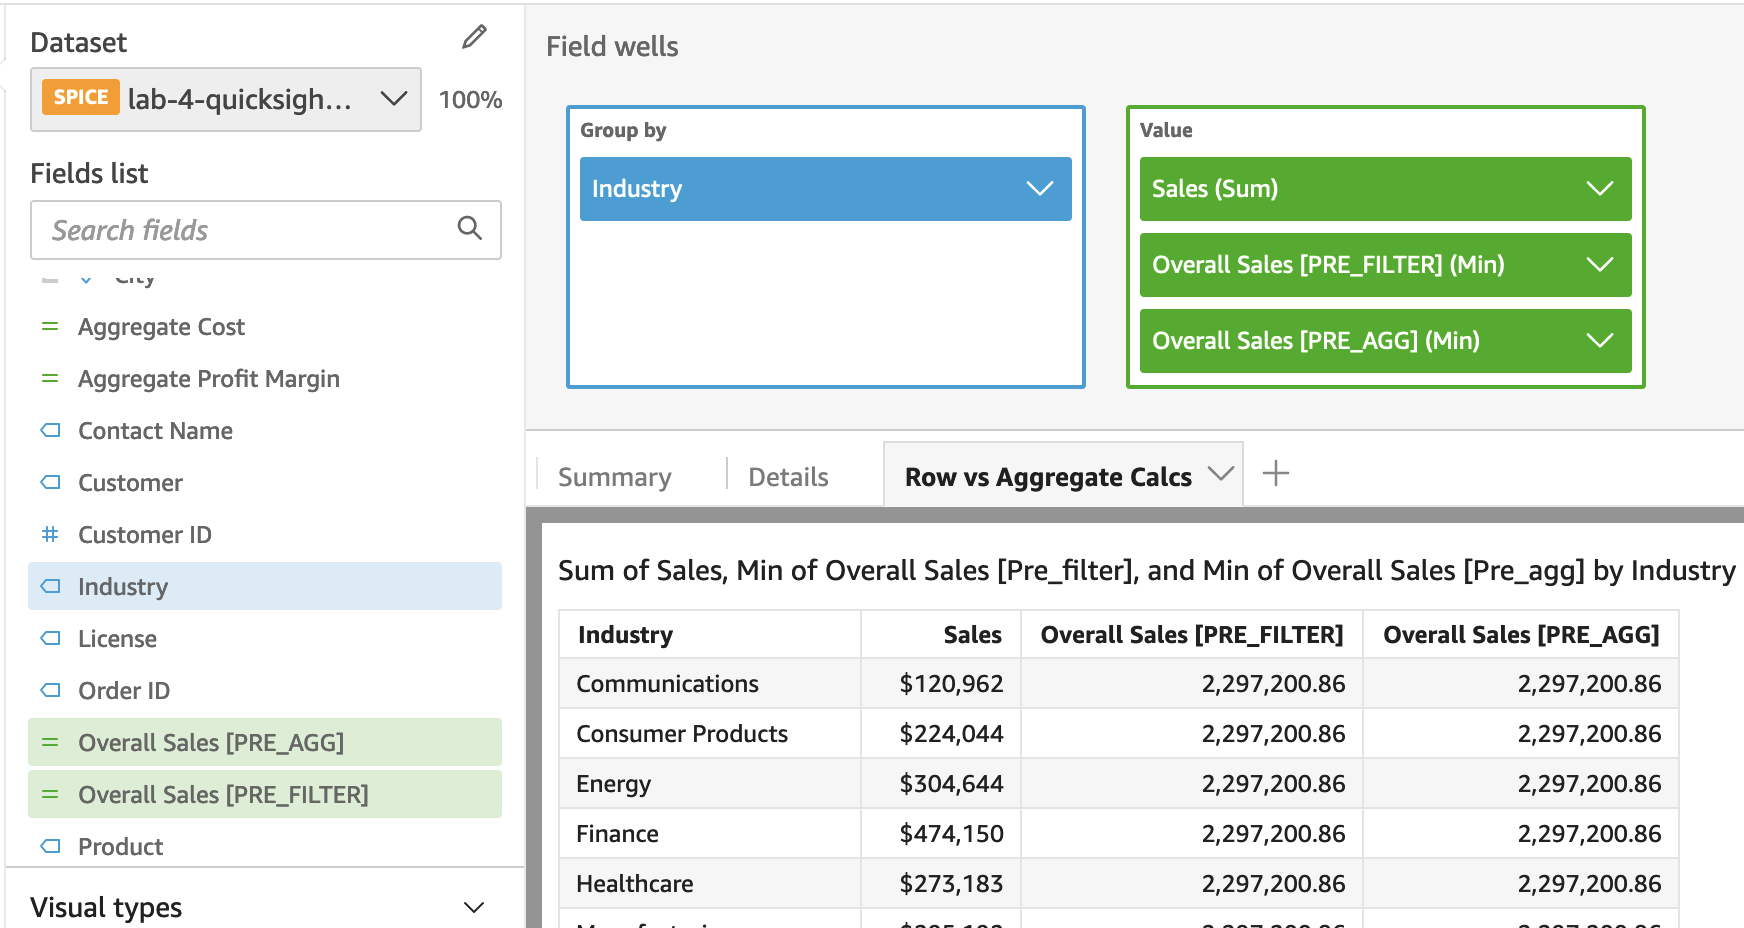 Dataset
SPICE lab-4-quicksigh... 100%
Fields list
Search fields
City
Aggregate Cost
Aggregate Profit Margin
Contact Name
Customer
Customer ID
Industry
License
Order ID
Overall Sales [PRE_AGG]
Overall Sales [PRE_FILTER]
Product
Visual types
Field wells
Group by
Industry
Value
Sales (Sum)
Overall Sales [PRE_FILTER] (Min)
Overall Sales [PRE_AGG] (Min)
Summary Details Row vs Aggregate Calcs
Sum of Sales, Min of Overall Sales [Pre_filter], and Min of Overall Sales [Pre_agg] by Industry
Industry Sales Overall Sales [PRE_FILTER] Overall Sales [PRE_AGG]
Communications $120,962 2,297,200.86 2,297,200.86
Consumer Products $224,044 2,297,200.86 2,297,200.86
Energy $304,644 2,297,200.86 2,297,200.86
Finance $474,150 2,297,200.86 2,297,200.86
Healthcare $273,183 2,297,200.86 2,297,200.86